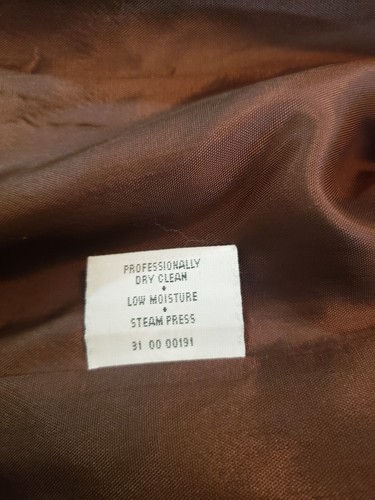 PROFESSIONALLY
DRY CLEAN
•
LOW MOISTURE
•
STEAM PRESS
31 00 00191